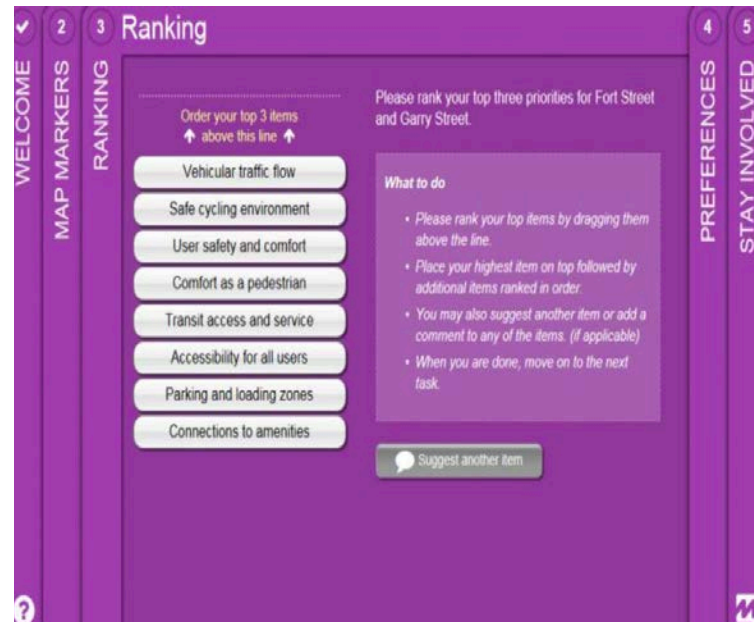 WELCOME
2
MAP MARKERS
3
RANKING
Ranking
Order your top 3 items
above this line
Vehicular traffic flow
Safe cycling environment
User safety and comfort
Comfort as a pedestrian
Transit access and service
Accessibility for all users
Parking and loading zones
Connections to amenities
Please rank your top three priorities for Fort Street
and Garry Street.
What to do
• Please rank your top items by dragging them
above the line.
• Place your highest item on top followed by
additional items ranked in order.
• You may also suggest another item or add a
comment to any of the items. (if applicable)
• When you are done, move on to the next
task.
Suggest another item
4
PREFERENCES
5
STAY INVOLVED
?